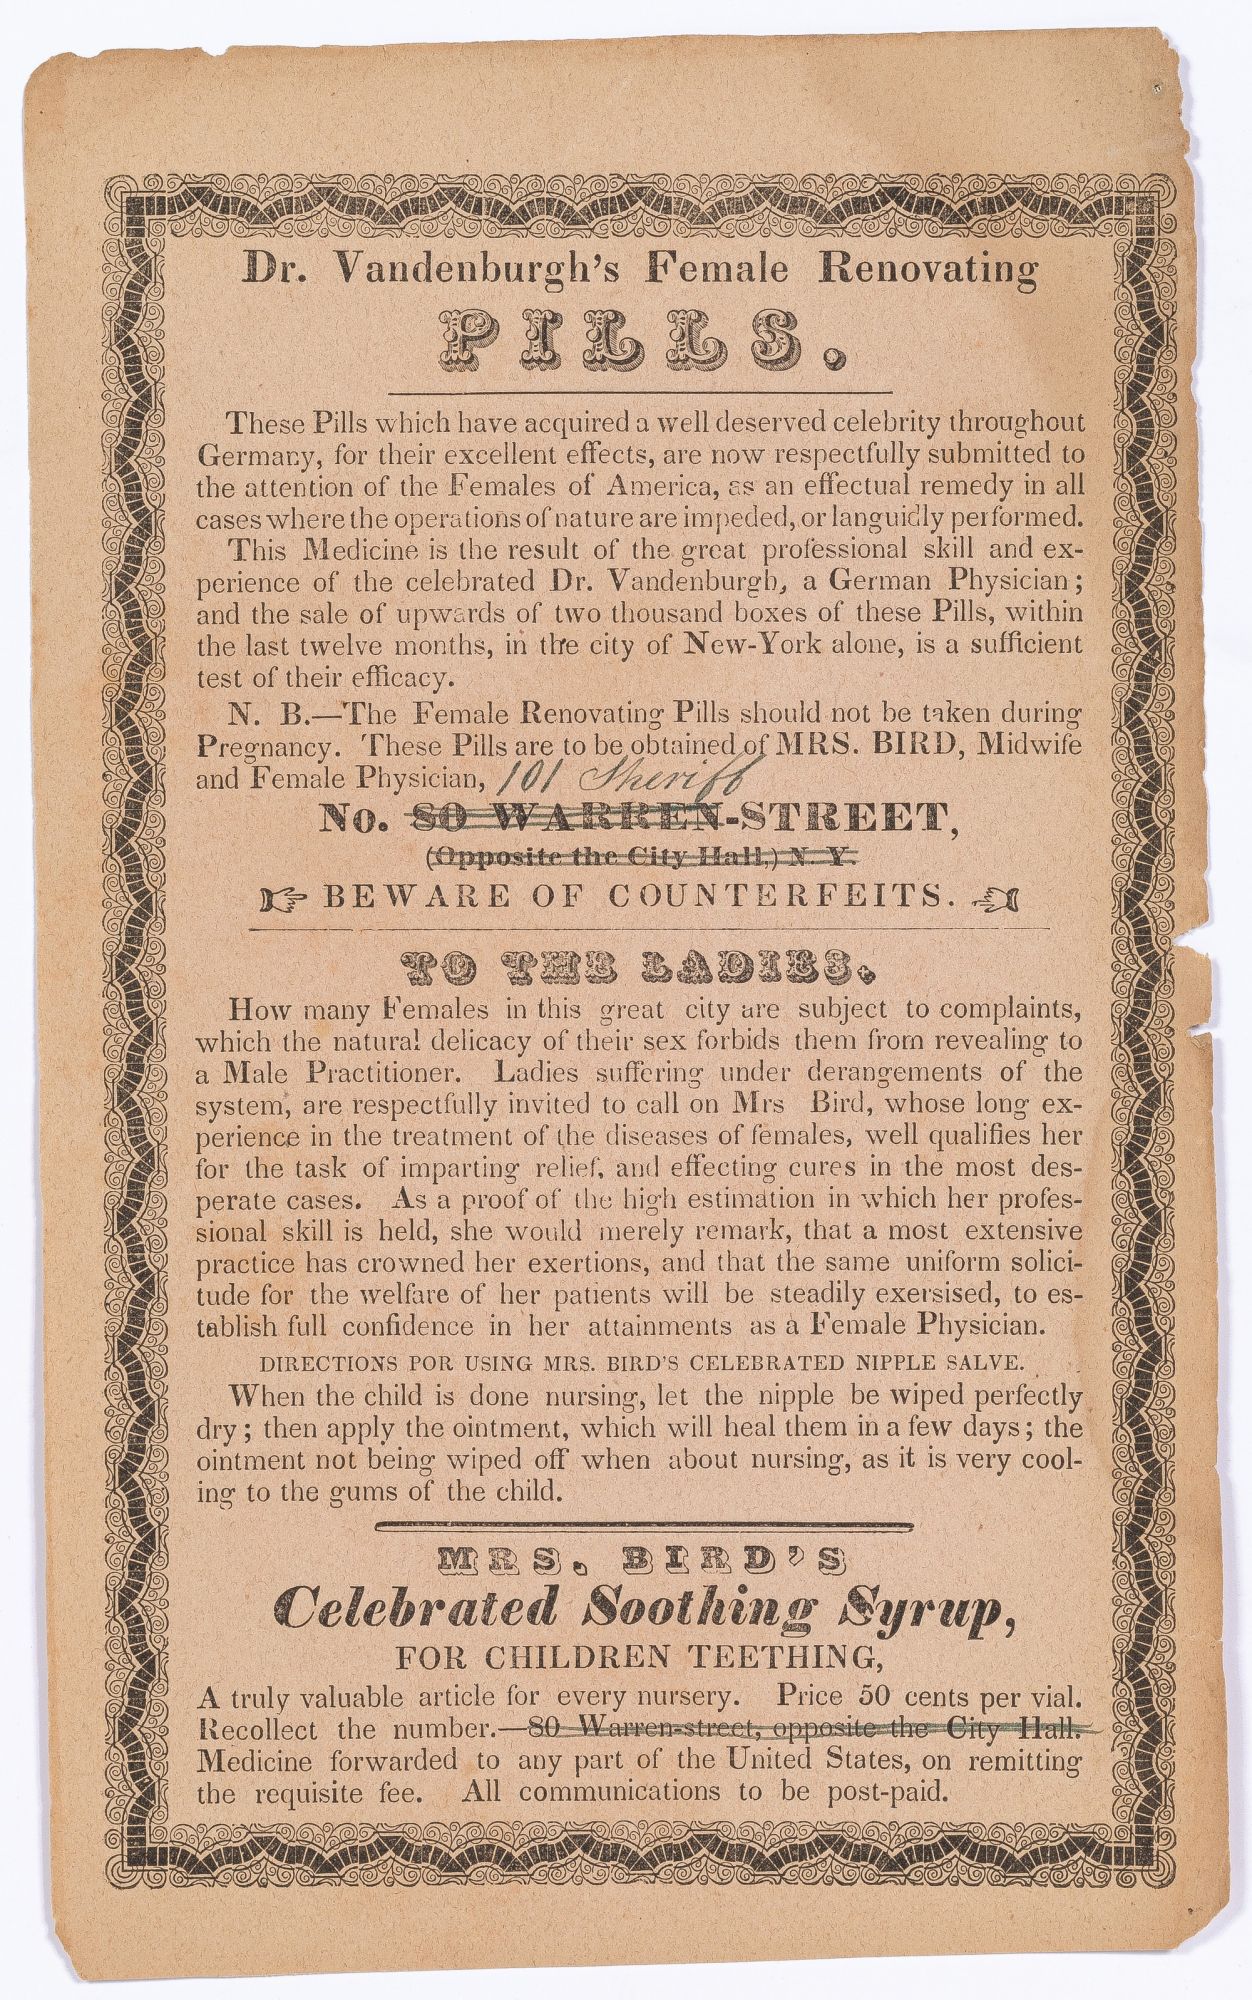 Dr. Vandenburgh's Female Renovating
PILLS.
These Pills which have acquired a well deserved celebrity throughout
Germany, for their excellent effects, are now respectfully submitted to
the attention of the Females of America, as an effectual remedy in all
cases where the operations of nature are impeded, or languidly performed.
This Medicine is the result of the great professional skill and ex-
perience of the celebrated Dr. Vandenburgh, a German Physician;
and the sale of upwards of two thousand boxes of these Pills, within
the last twelve months, in the city of New-York alone, is a sufficient
test of their efficacy.
N. B.—The Female Renovating Pills should not be taken during
Pregnancy. These Pills are to be obtained of MRS. BIRD, Midwife
and Female Physician, 101 Sheriff
No. 80 WARREN-STREET,
(Opposite the City Hall,) N. Y.
☞ BEWARE OF COUNTERFEITS. ☜
TO THE LADIES.
How many Females in this great city are subject to complaints,
which the natural delicacy of their sex forbids them from revealing to
a Male Practitioner. Ladies suffering under derangements of the
system, are respectfully invited to call on Mrs Bird, whose long ex-
perience in the treatment of the diseases of females, well qualifies her
for the task of imparting relief, and effecting cures in the most des-
perate cases. As a proof of the high estimation in which her profes-
sional skill is held, she would merely remark, that a most extensive
practice has crowned her exertions, and that the same uniform solici-
tude for the welfare of her patients will be steadily exersised, to es-
tablish full confidence in her attainments as a Female Physician.
DIRECTIONS FOR USING MRS. BIRD'S CELEBRATED NIPPLE SALVE.
When the child is done nursing, let the nipple be wiped perfectly
dry; then apply the ointment, which will heal them in a few days; the
ointment not being wiped off when about nursing, as it is very cool-
ing to the gums of the child.
MRS. BIRD'S
Celebrated Soothing Syrup,
FOR CHILDREN TEETHING,
A truly valuable article for every nursery. Price 50 cents per vial.
Recollect the number.—80 Warren-street, opposite the City Hall.
Medicine forwarded to any part of the United States, on remitting
the requisite fee. All communications to be post-paid.